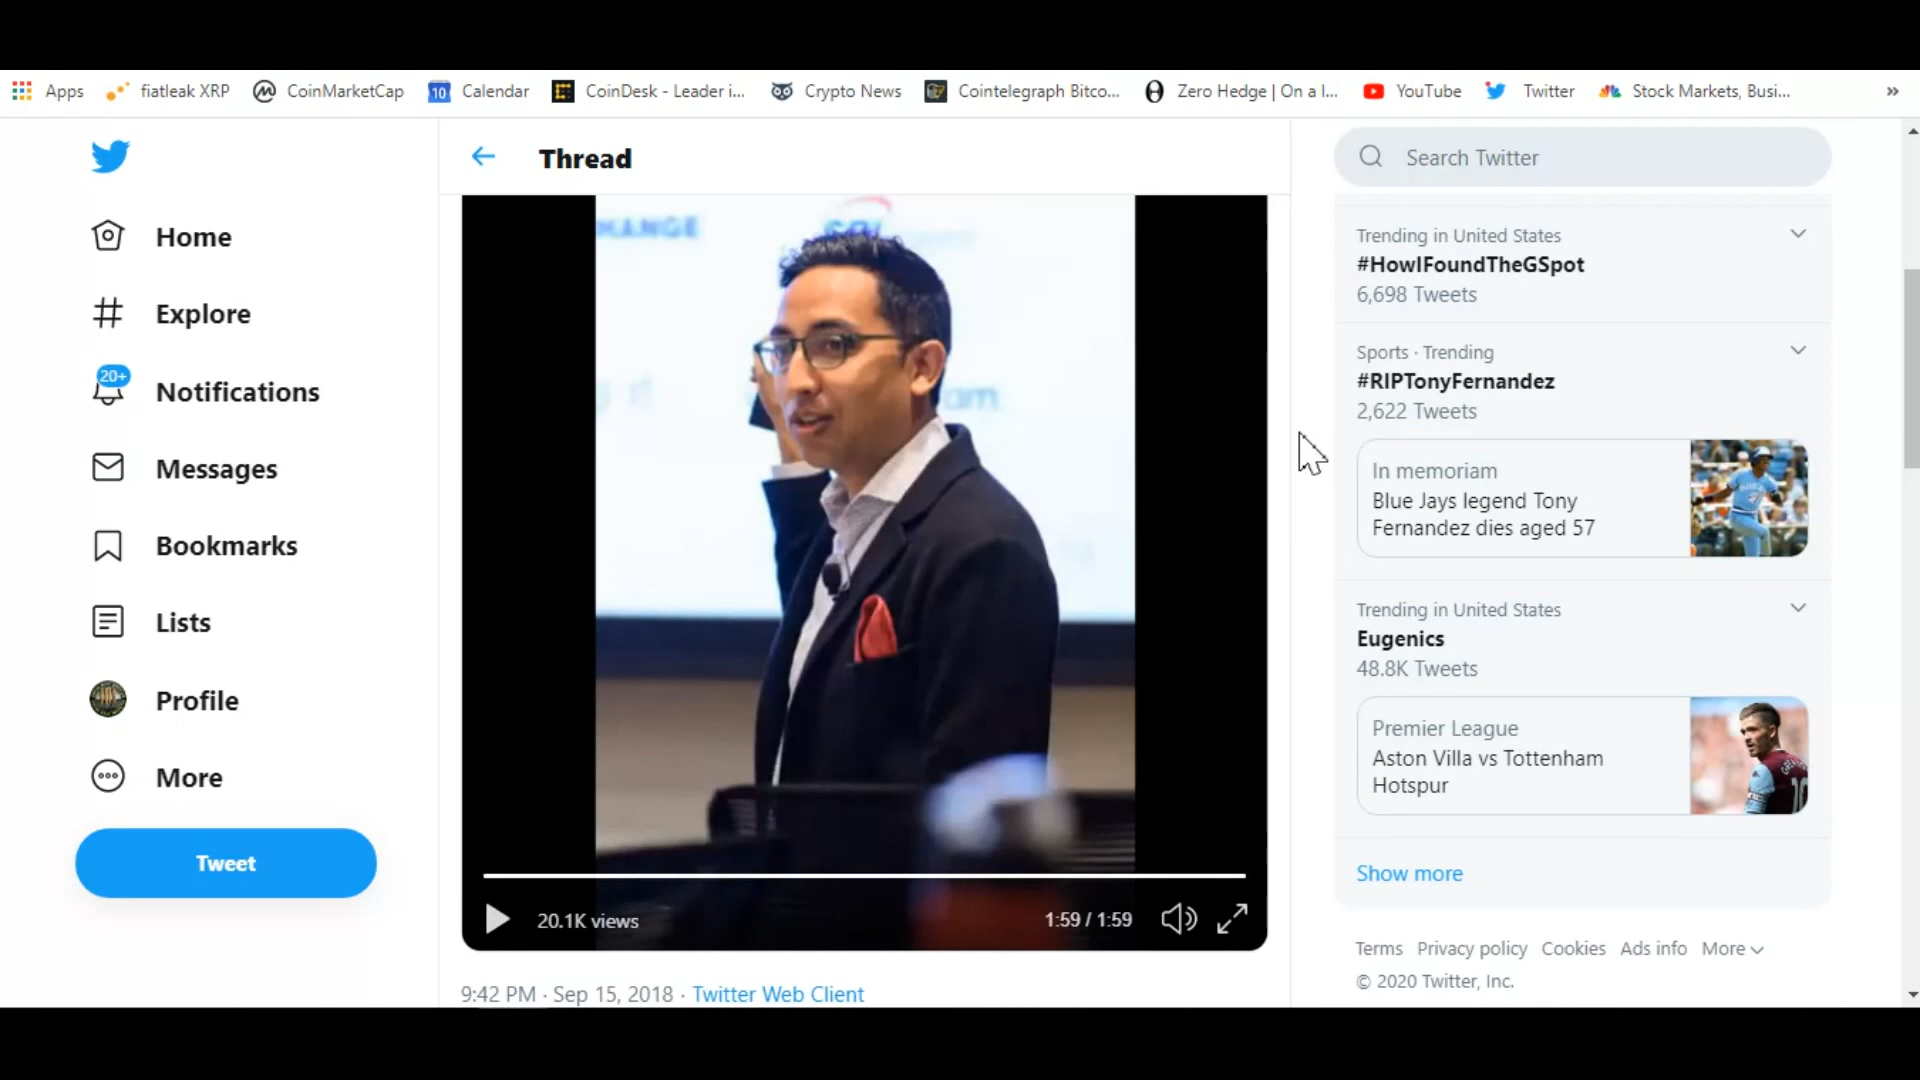 Apps
fiatleak XRP
CoinMarketCap
10
Calendar
CoinDesk - Leader i...
Crypto News
Cointelegraph Bitco...
Zero Hedge | On a l...
YouTube
Twitter
Stock Markets, Busi...
»
Thread
Search Twitter
Home
Explore
20+
Notifications
Messages
Bookmarks
Lists
Profile
More
Tweet
HANGE
am
20.1K views
1:59 / 1:59
9:42 PM · Sep 15, 2018 · Twitter Web Client
Trending in United States
#HowIFoundTheGSpot
6,698 Tweets
Sports · Trending
#RIPTonyFernandez
2,622 Tweets
In memoriam
Blue Jays legend Tony
Fernandez dies aged 57
Trending in United States
Eugenics
48.8K Tweets
Premier League
Aston Villa vs Tottenham
Hotspur
Show more
Terms Privacy policy Cookies Ads info More
© 2020 Twitter, Inc.